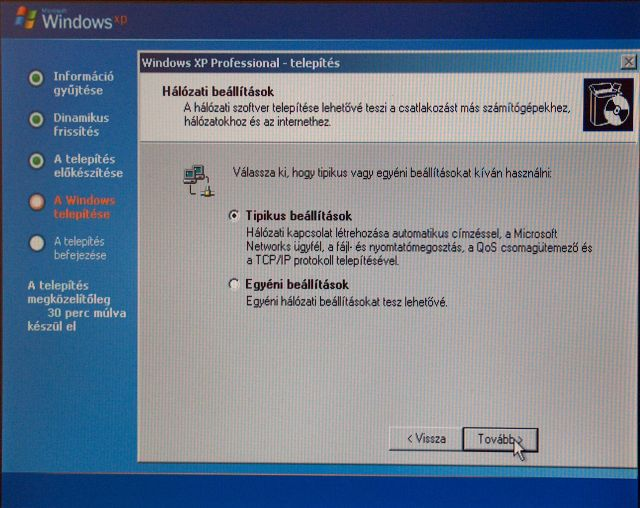 Microsoft
Windows xp
Információ
gyűjtése
Dinamikus
frissítés
A telepítés
előkészítése
A Windows
telepítése
A telepítés
befejezése
A telepítés
megközelítőleg
30 perc múlva
készül el
Windows XP Professional - telepítés
Hálózati beállítások
A hálózati szoftver telepítése lehetővé teszi a csatlakozást más számítógépekhez,
hálózatokhoz és az internethez.
Válassza ki, hogy tipikus vagy egyéni beállításokat kíván használni:
Tipikus beállítások
Hálózati kapcsolat létrehozása automatikus címzéssel, a Microsoft
Networks ügyfél, a fájl- és nyomtatómegosztás, a QoS csomagütemező és
a TCP/IP protokoll telepítésével.
Egyéni beállítások
Egyéni hálózati beállításokat tesz lehetővé.
< Vissza
Tovább >